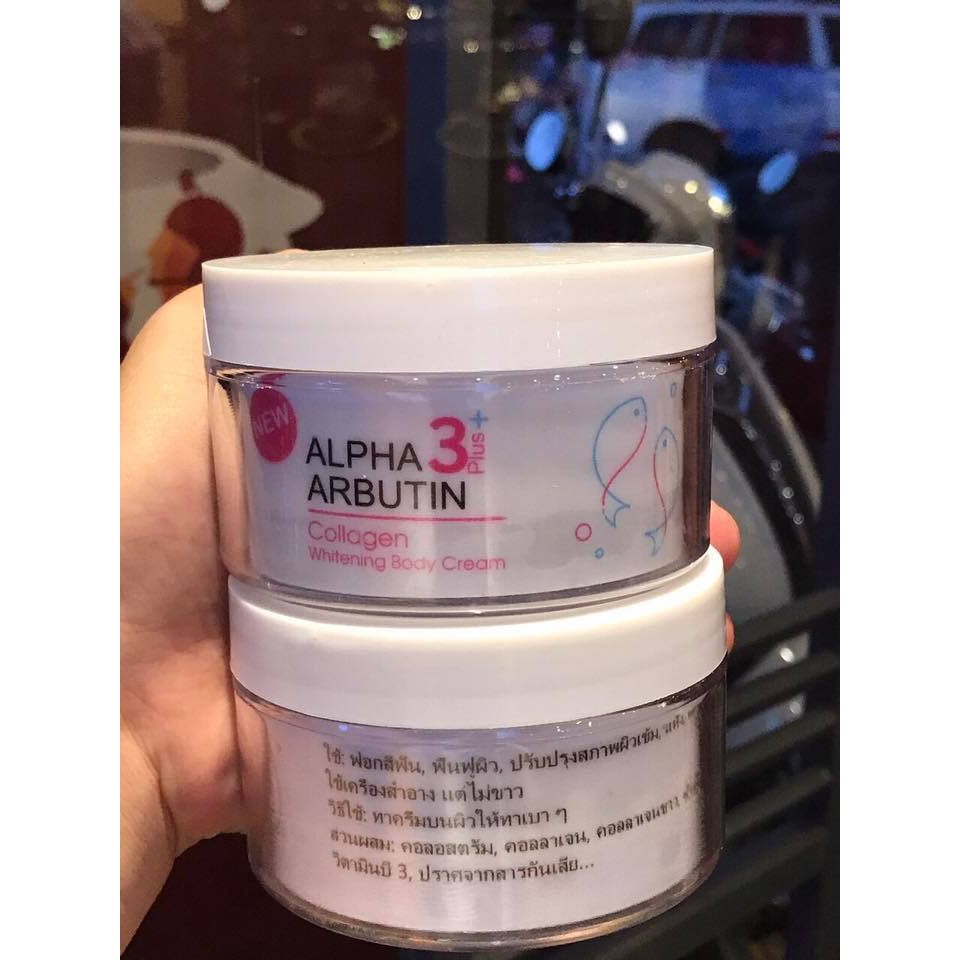 NEW
ALPHA 3 Plus+
ARBUTIN
Collagen
Whitening Body Cream
ใช้: ฟอกสีฟัน, ฟื้นฟูผิว, ปรับปรุงสภาพผิวเข้ม, แห้ง,
ใช้เครื่องสำอาง แต่ไม่ขาว
วิธีใช้: ทาครีมบนผิวให้ทาเบา ๆ
ส่วนผสม: คอลอสตรัม, คอลลาเจน, คอลลาเจนขาว,
วิตามินบี 3, ปราศจากสารกันเสีย...